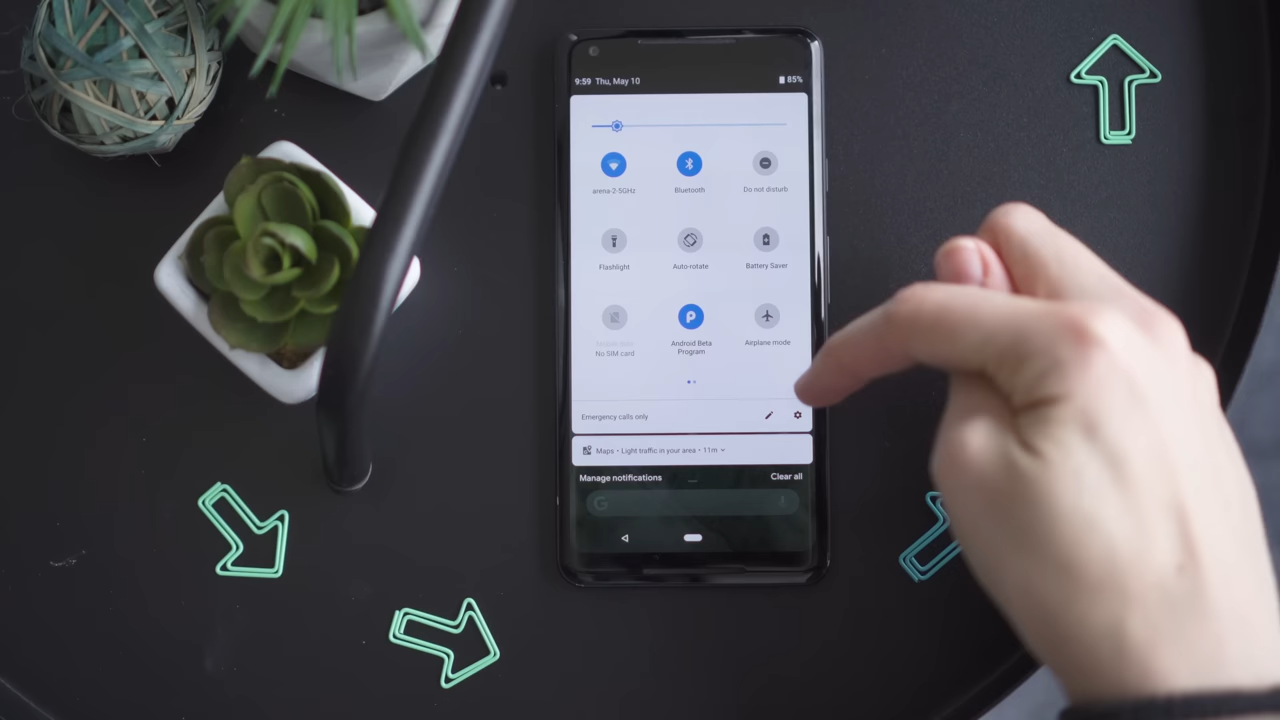 9:59 Thu, May 10 85%
arena-2-5GHz Bluetooth Do not disturb
Flashlight Auto-rotate Battery Saver
Mobile data Android Beta Airplane mode
No SIM card Program
Emergency calls only
Maps • Light traffic in your area • 11m
Manage notifications Clear all
G